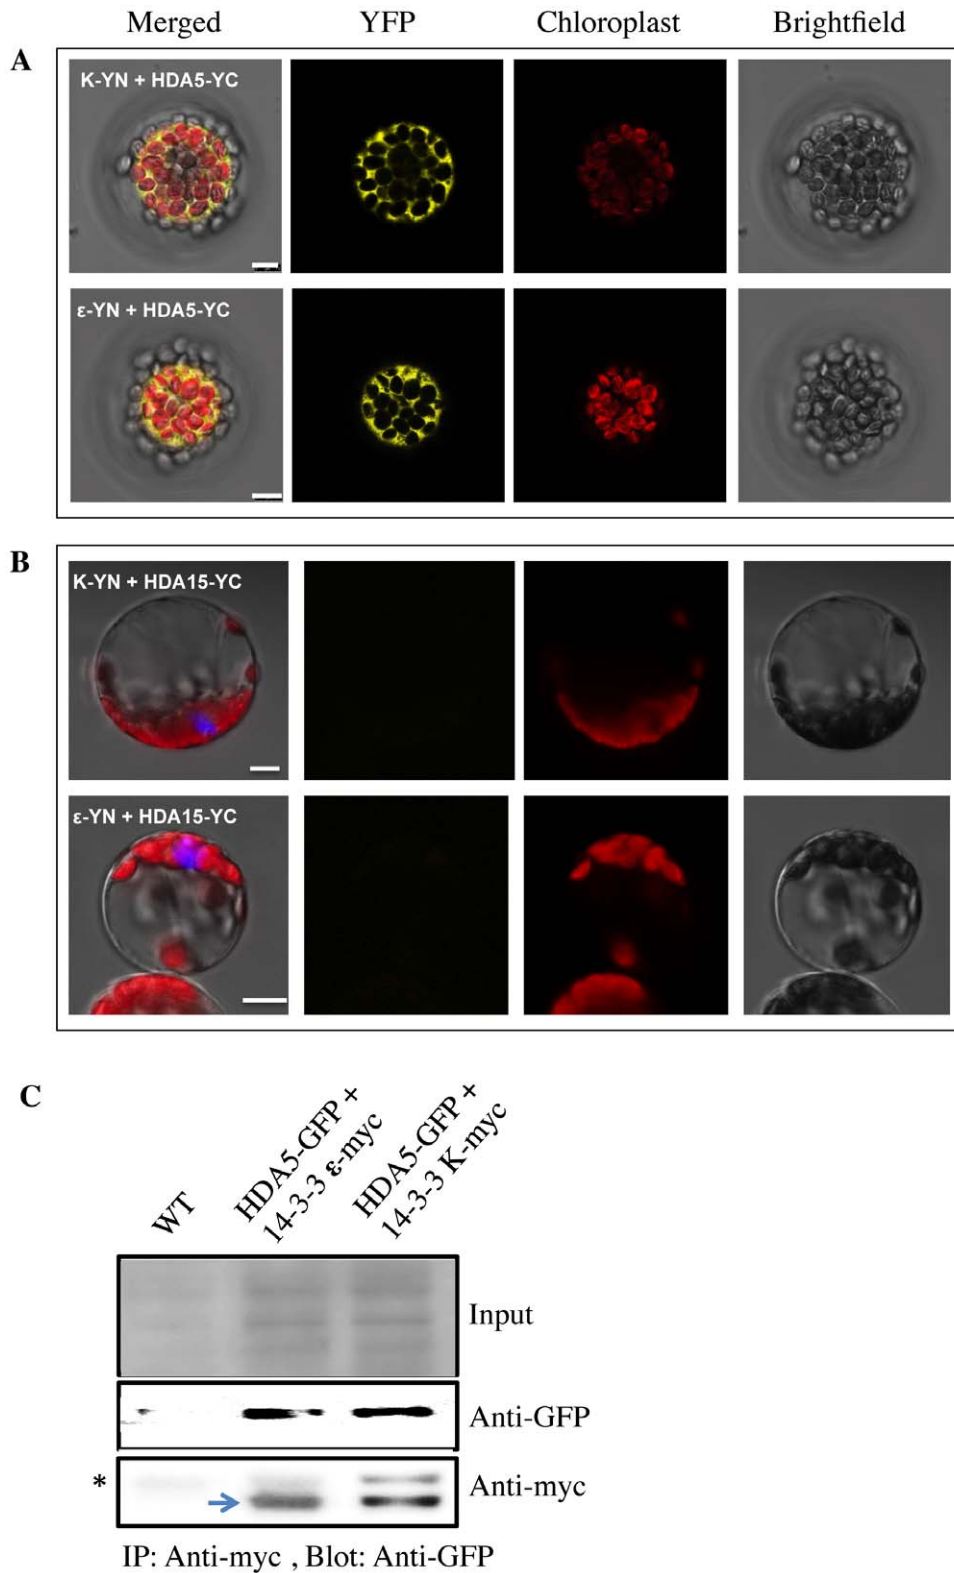 Merged YFP Chloroplast Brightfield
A
K-YN + HDA5-YC
ε-YN + HDA5-YC
B
K-YN + HDA15-YC
ε-YN + HDA15-YC
C
WT
HDA5-GFP +
14-3-3 ε-myc
HDA5-GFP +
14-3-3 K-myc
Input
Anti-GFP
*
Anti-myc
IP: Anti-myc , Blot: Anti-GFP